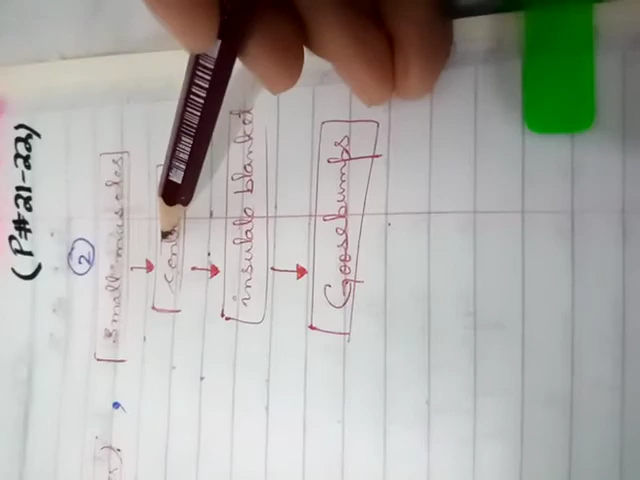 (P#21-22)
②
Small muscles
insulate blanket
Goosebumps